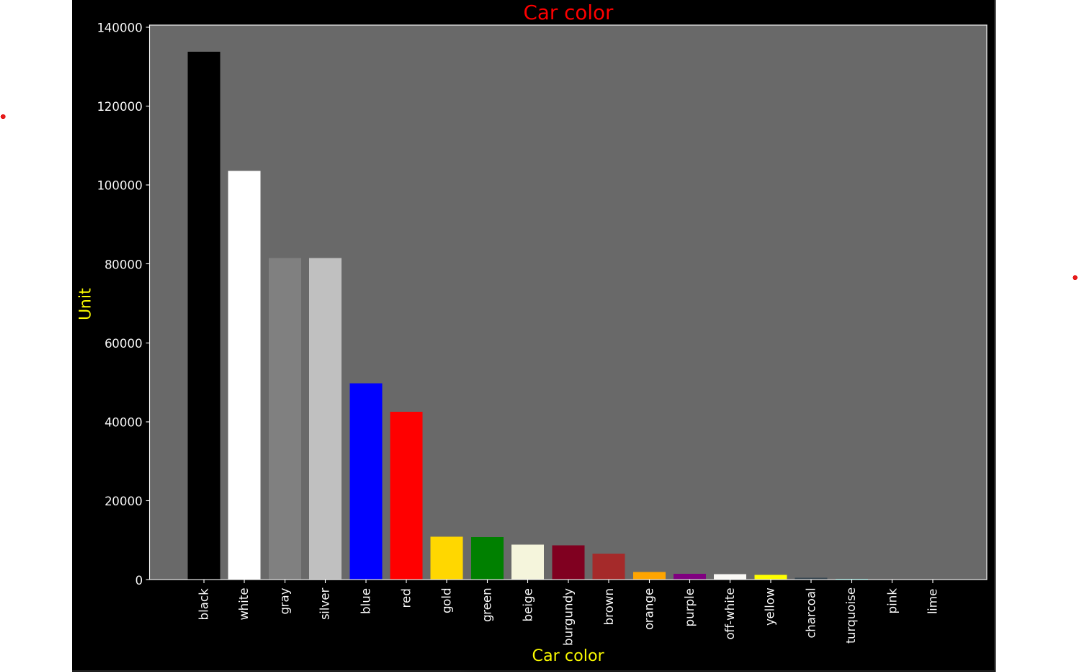 Car color
140000
120000
100000
80000
60000
40000
20000
0
Unit
black
white
gray
silver
blue
red
gold
green
beige
burgundy
brown
orange
purple
off-white
yellow
charcoal
turquoise
pink
lime
Car color